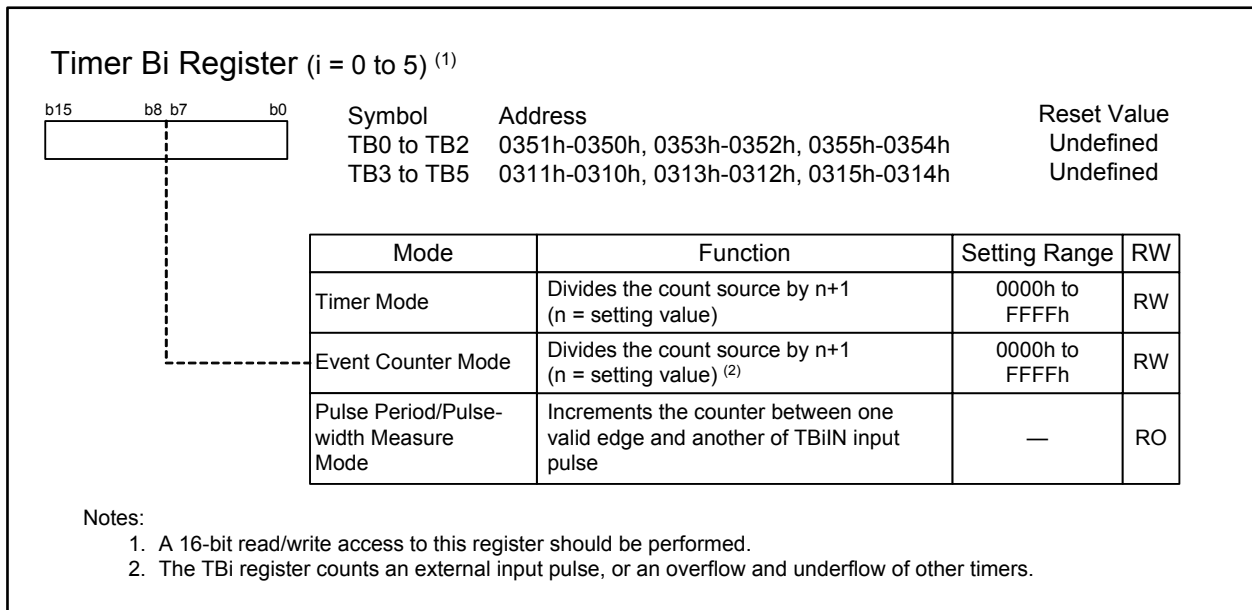 Timer Bi Register (i = 0 to 5) (1)
b15 b8 b7 b0
Symbol Address Reset Value
TB0 to TB2 0351h-0350h, 0353h-0352h, 0355h-0354h Undefined
TB3 to TB5 0311h-0310h, 0313h-0312h, 0315h-0314h Undefined
Mode Function Setting Range RW
Timer Mode
Divides the count source by n+1
(n = setting value)
0000h to
FFFFh
RW
Event Counter Mode
Divides the count source by n+1
(n = setting value) (2)
0000h to
FFFFh
RW
Pulse Period/Pulse-
width Measure
Mode
Increments the counter between one
valid edge and another of TBiIN input
pulse
—
RO
Notes:
1. A 16-bit read/write access to this register should be performed.
2. The TBi register counts an external input pulse, or an overflow and underflow of other timers.